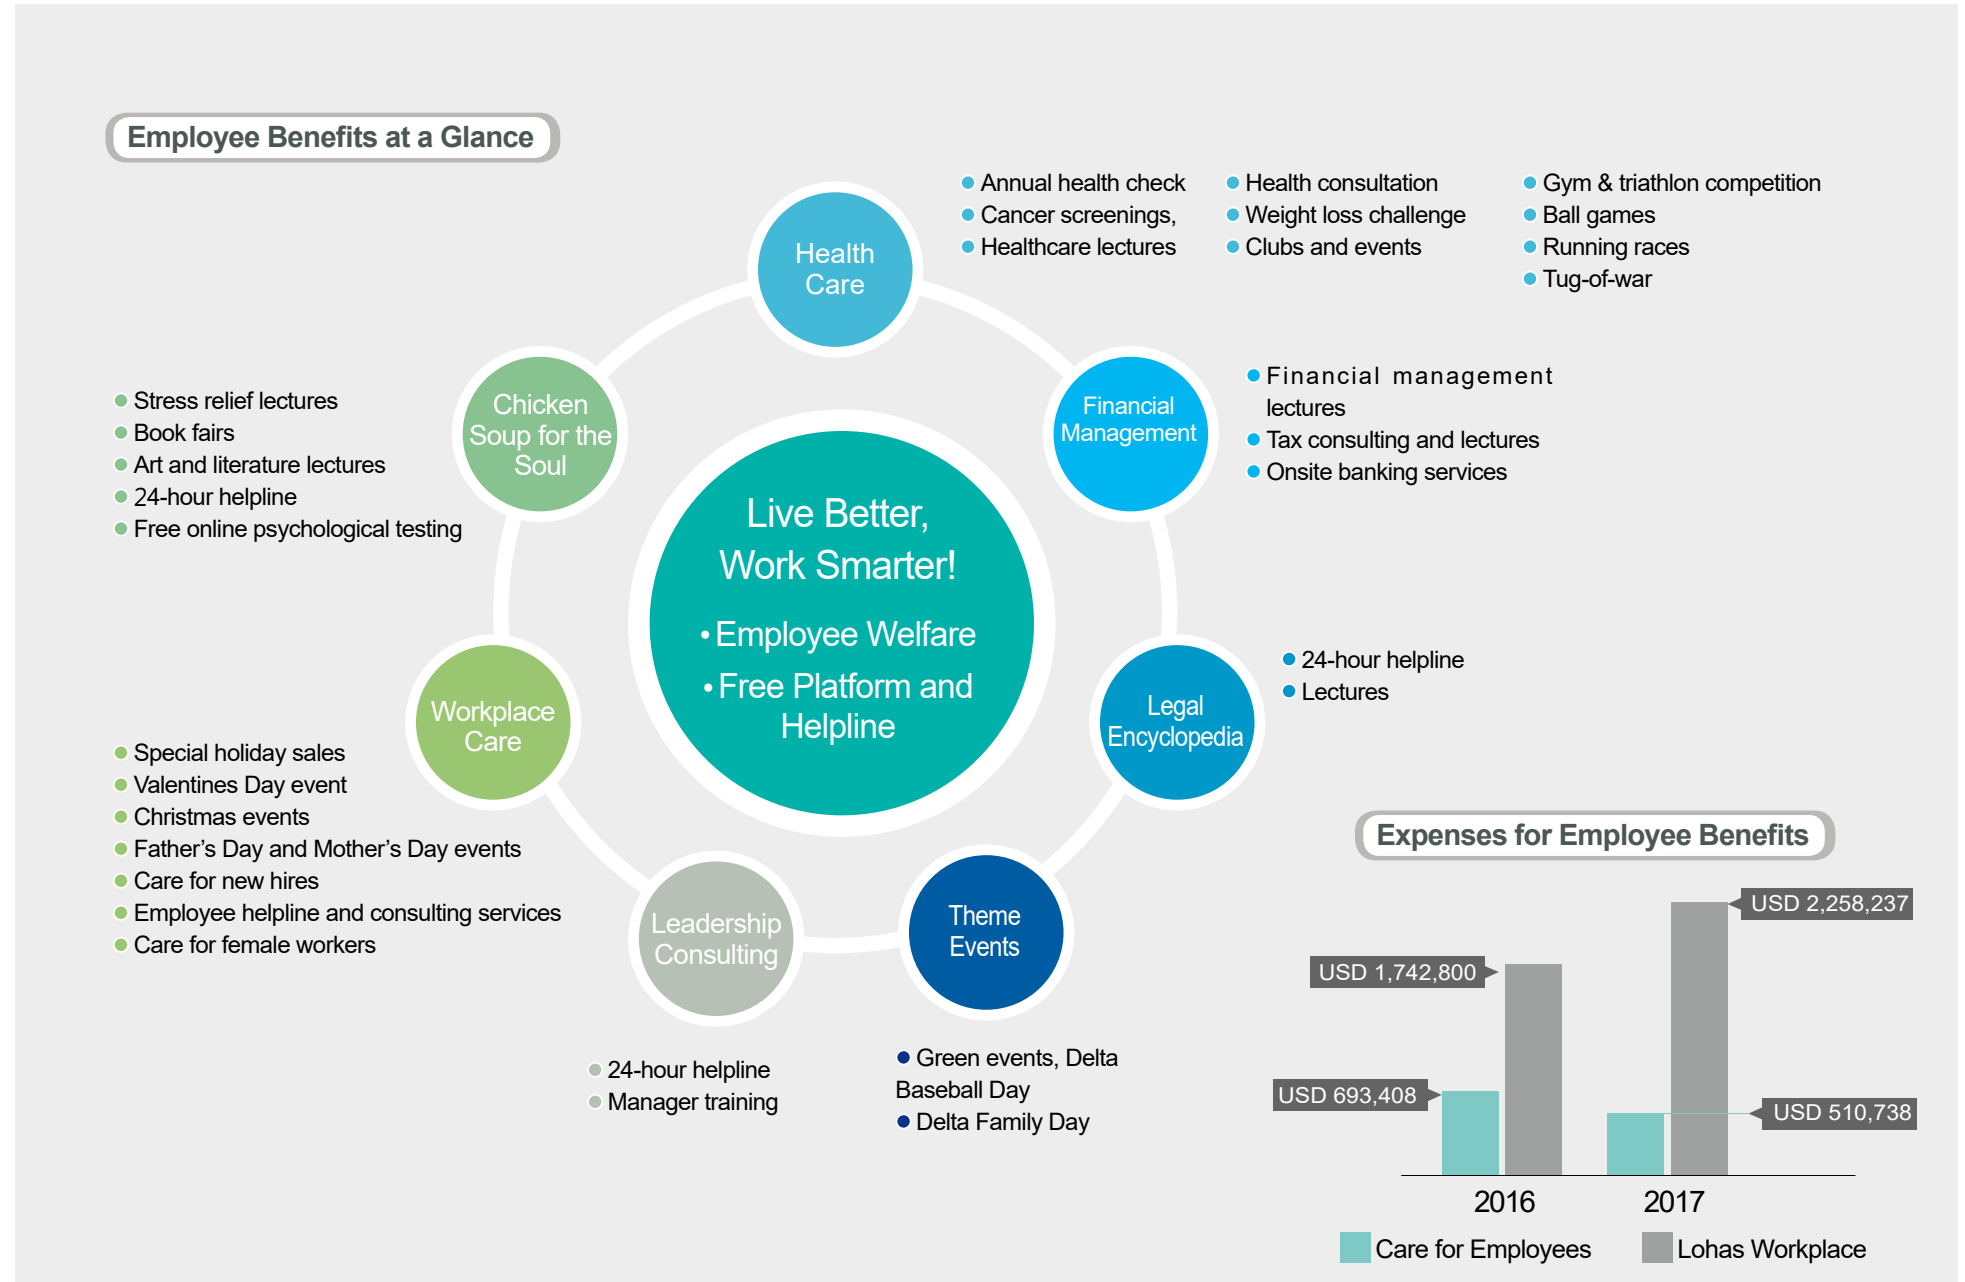 Employee Benefits at a Glance
Health
Care
Annual health check
Cancer screenings,
Healthcare lectures
Health consultation
Weight loss challenge
Clubs and events
Gym & triathlon competition
Ball games
Running races
Tug-of-war
Chicken
Soup for the
Soul
Stress relief lectures
Book fairs
Art and literature lectures
24-hour helpline
Free online psychological testing
Financial
Management
Financial management
lectures
Tax consulting and lectures
Onsite banking services
Live Better,
Work Smarter!
• Employee Welfare
• Free Platform and
Helpline
Workplace
Care
Special holiday sales
Valentines Day event
Christmas events
Father's Day and Mother's Day events
Care for new hires
Employee helpline and consulting services
Care for female workers
Legal
Encyclopedia
24-hour helpline
Lectures
Leadership
Consulting
24-hour helpline
Manager training
Theme
Events
Green events, Delta
Baseball Day
Delta Family Day
Expenses for Employee Benefits
USD 2,258,237
USD 1,742,800
USD 693,408
USD 510,738
2016
2017
Care for Employees
Lohas Workplace